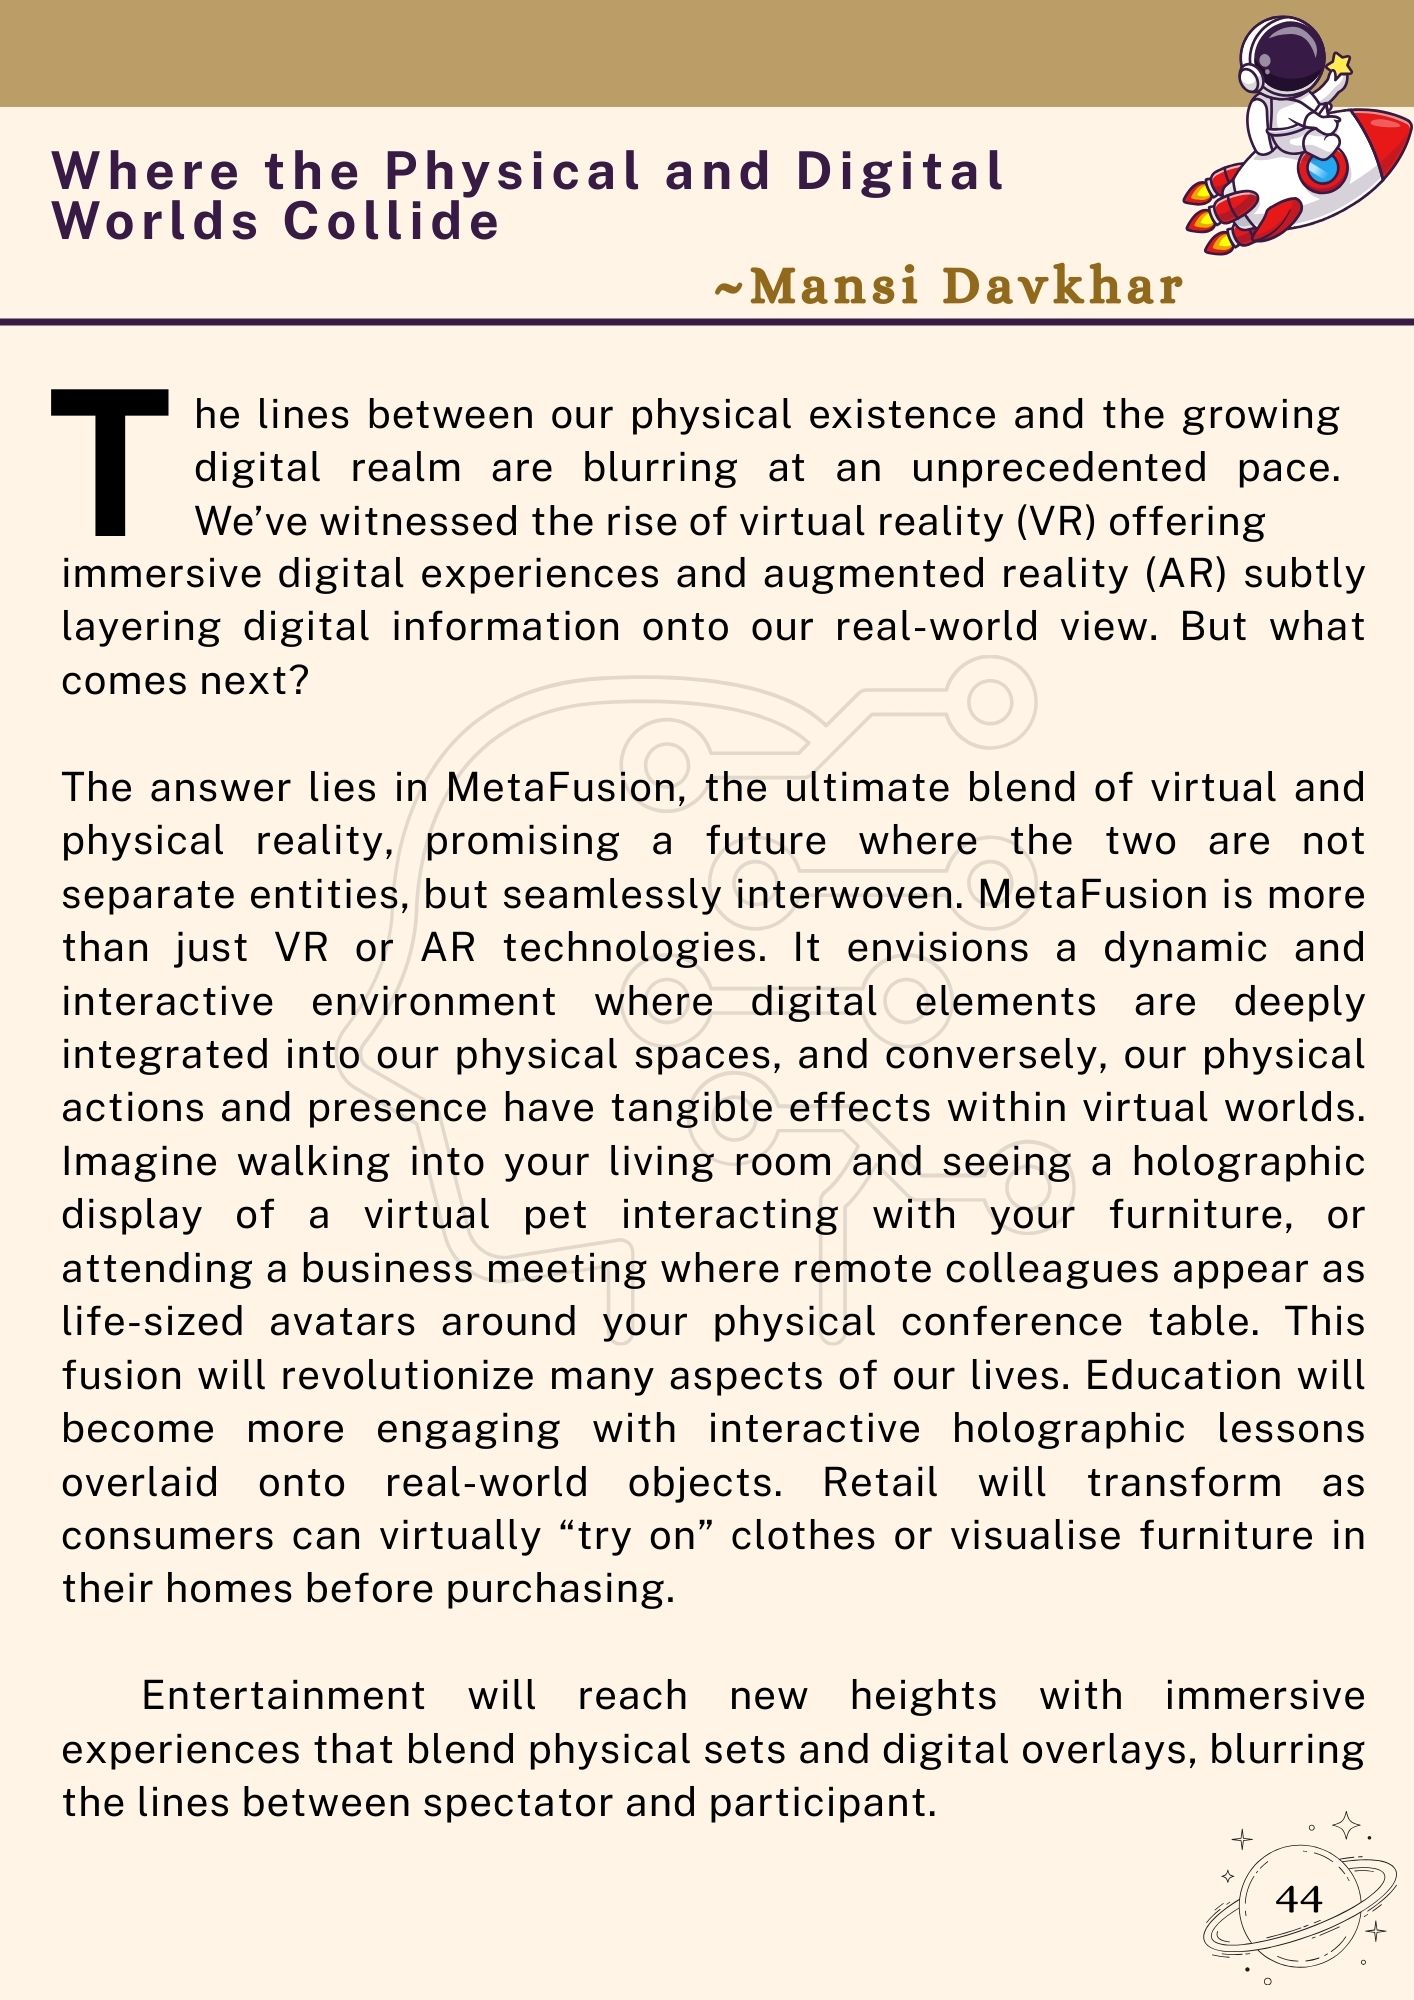 Where the Physical and Digital
Worlds Collide
~Mansi Davkhar
The lines between our physical existence and the growing
digital realm are blurring at an unprecedented pace.
We’ve witnessed the rise of virtual reality (VR) offering
immersive digital experiences and augmented reality (AR) subtly
layering digital information onto our real-world view. But what
comes next?
The answer lies in MetaFusion, the ultimate blend of virtual and
physical reality, promising a future where the two are not
separate entities, but seamlessly interwoven. MetaFusion is more
than just VR or AR technologies. It envisions a dynamic and
interactive environment where digital elements are deeply
integrated into our physical spaces, and conversely, our physical
actions and presence have tangible effects within virtual worlds.
Imagine walking into your living room and seeing a holographic
display of a virtual pet interacting with your furniture, or
attending a business meeting where remote colleagues appear as
life-sized avatars around your physical conference table. This
fusion will revolutionize many aspects of our lives. Education will
become more engaging with interactive holographic lessons
overlaid onto real-world objects. Retail will transform as
consumers can virtually “try on” clothes or visualise furniture in
their homes before purchasing.
Entertainment will reach new heights with immersive
experiences that blend physical sets and digital overlays, blurring
the lines between spectator and participant.
44